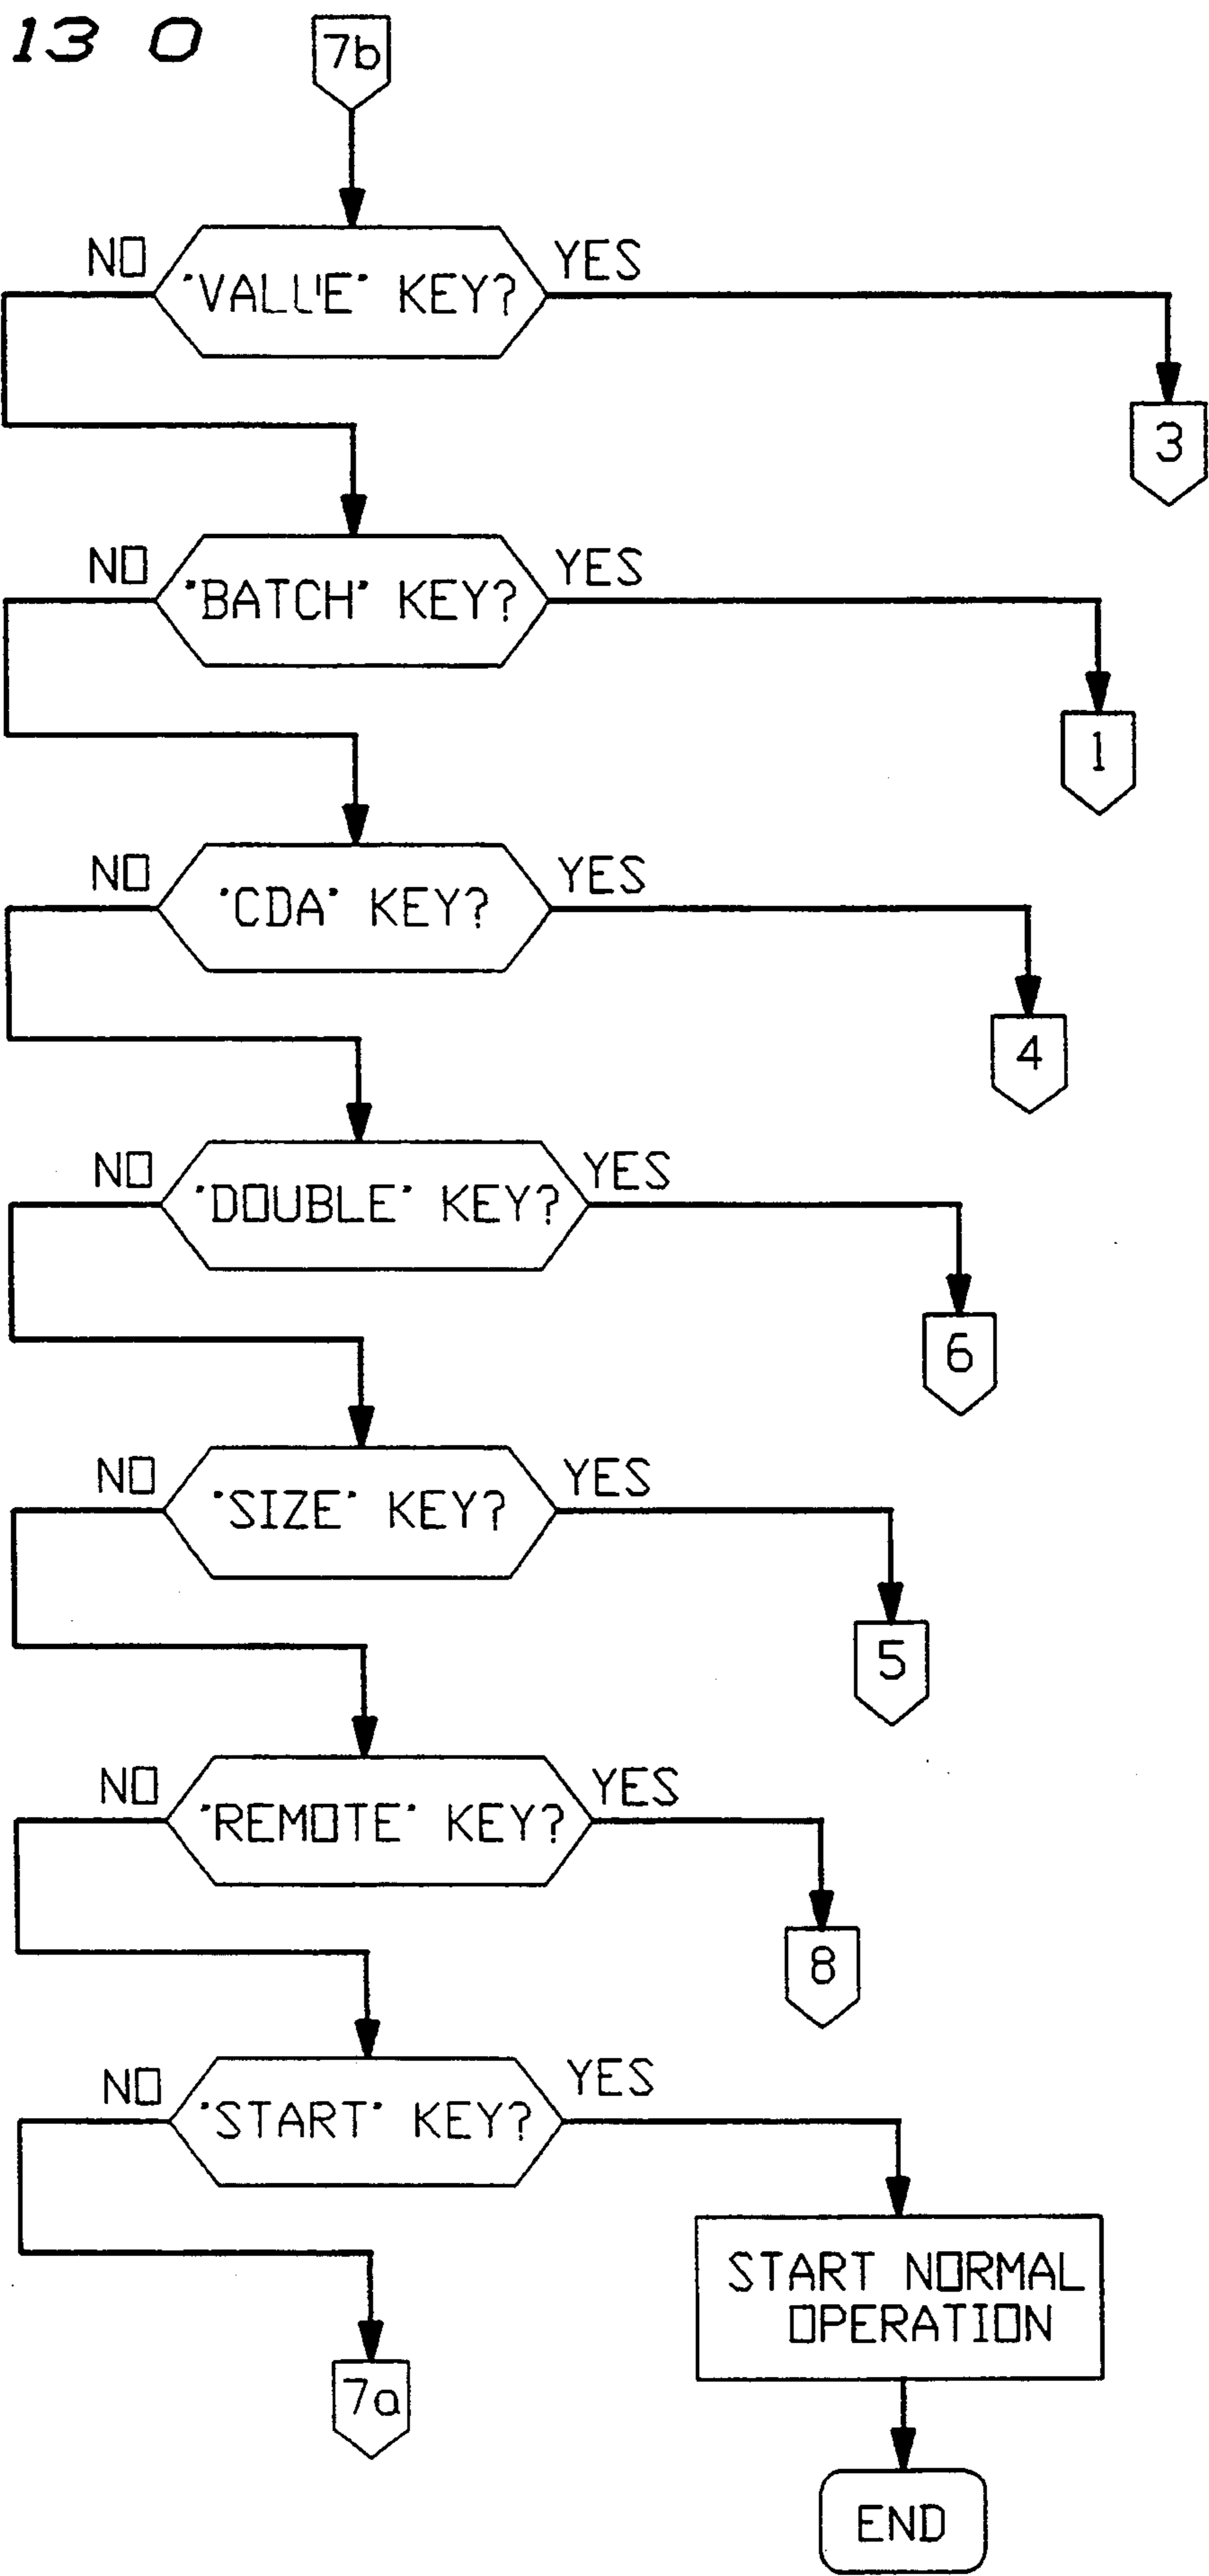 13 O
7b
NO
"VALUE" KEY?
YES
3
NO
"BATCH" KEY?
YES
1
NO
"CDA" KEY?
YES
4
NO
"DOUBLE" KEY?
YES
6
NO
"SIZE" KEY?
YES
5
NO
"REMOTE" KEY?
YES
8
NO
"START" KEY?
YES
START NORMAL
OPERATION
7a
END